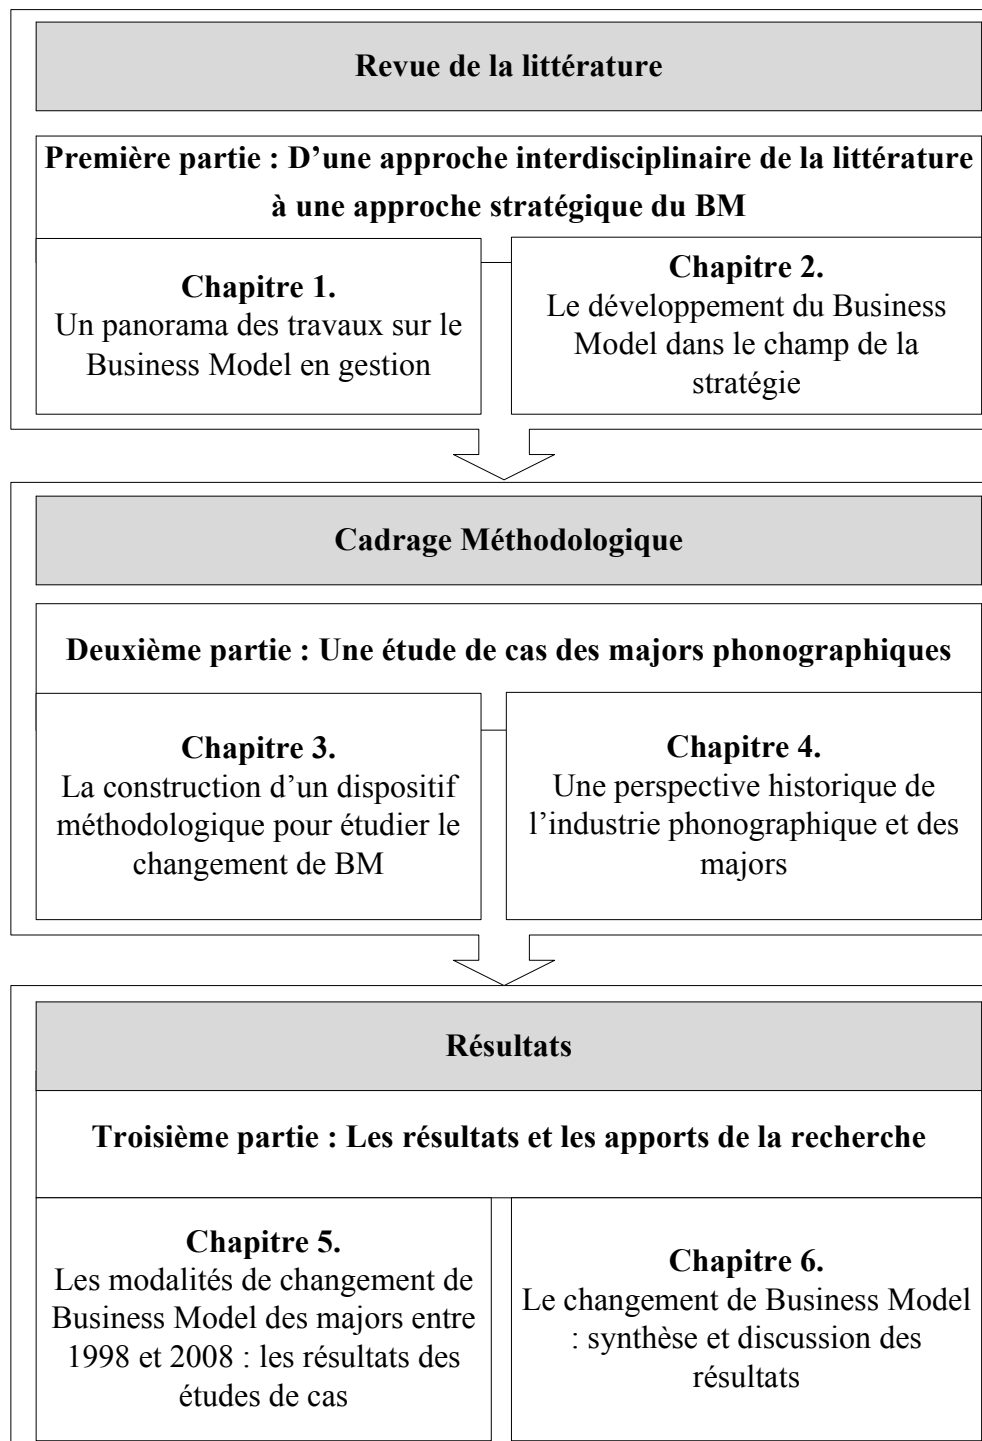 Revue de la littérature
Première partie : D’une approche interdisciplinaire de la littérature
à une approche stratégique du BM
Chapitre 1.
Un panorama des travaux sur le
Business Model en gestion
Chapitre 2.
Le développement du Business
Model dans le champ de la
stratégie
Cadrage Méthodologique
Deuxième partie : Une étude de cas des majors phonographiques
Chapitre 3.
La construction d’un dispositif
méthodologique pour étudier le
changement de BM
Chapitre 4.
Une perspective historique de
l’industrie phonographique et des
majors
Résultats
Troisième partie : Les résultats et les apports de la recherche
Chapitre 5.
Les modalités de changement de
Business Model des majors entre
1998 et 2008 : les résultats des
études de cas
Chapitre 6.
Le changement de Business Model
: synthèse et discussion des
résultats